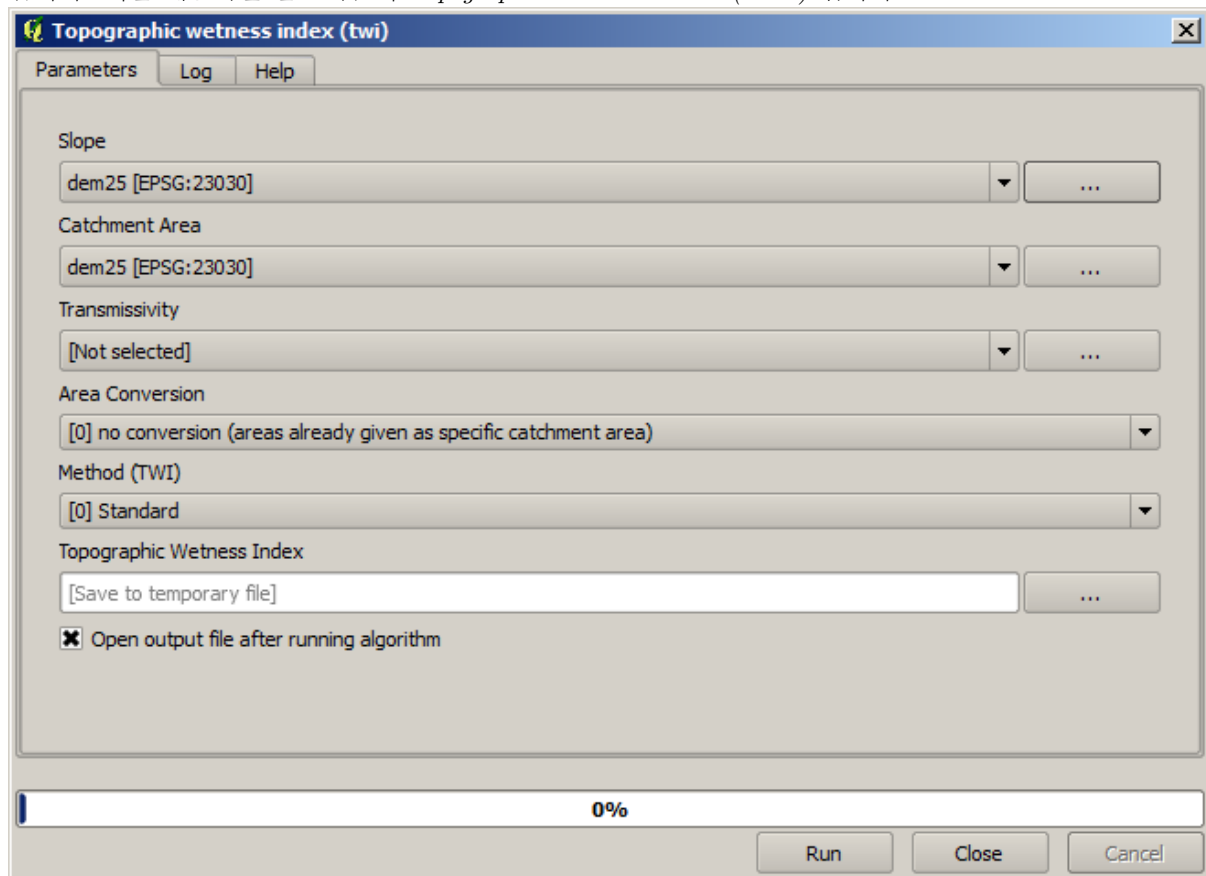 Topographic wetness index (twi)
Parameters
Log
Help
Slope
dem25 [EPSG:23030]
...
Catchment Area
dem25 [EPSG:23030]
...
Transmissivity
[Not selected]
...
Area Conversion
[0] no conversion (areas already given as specific catchment area)
Method (TWI)
[0] Standard
Topographic Wetness Index
[Save to temporary file]
...
Open output file after running algorithm
0%
Run
Close
Cancel